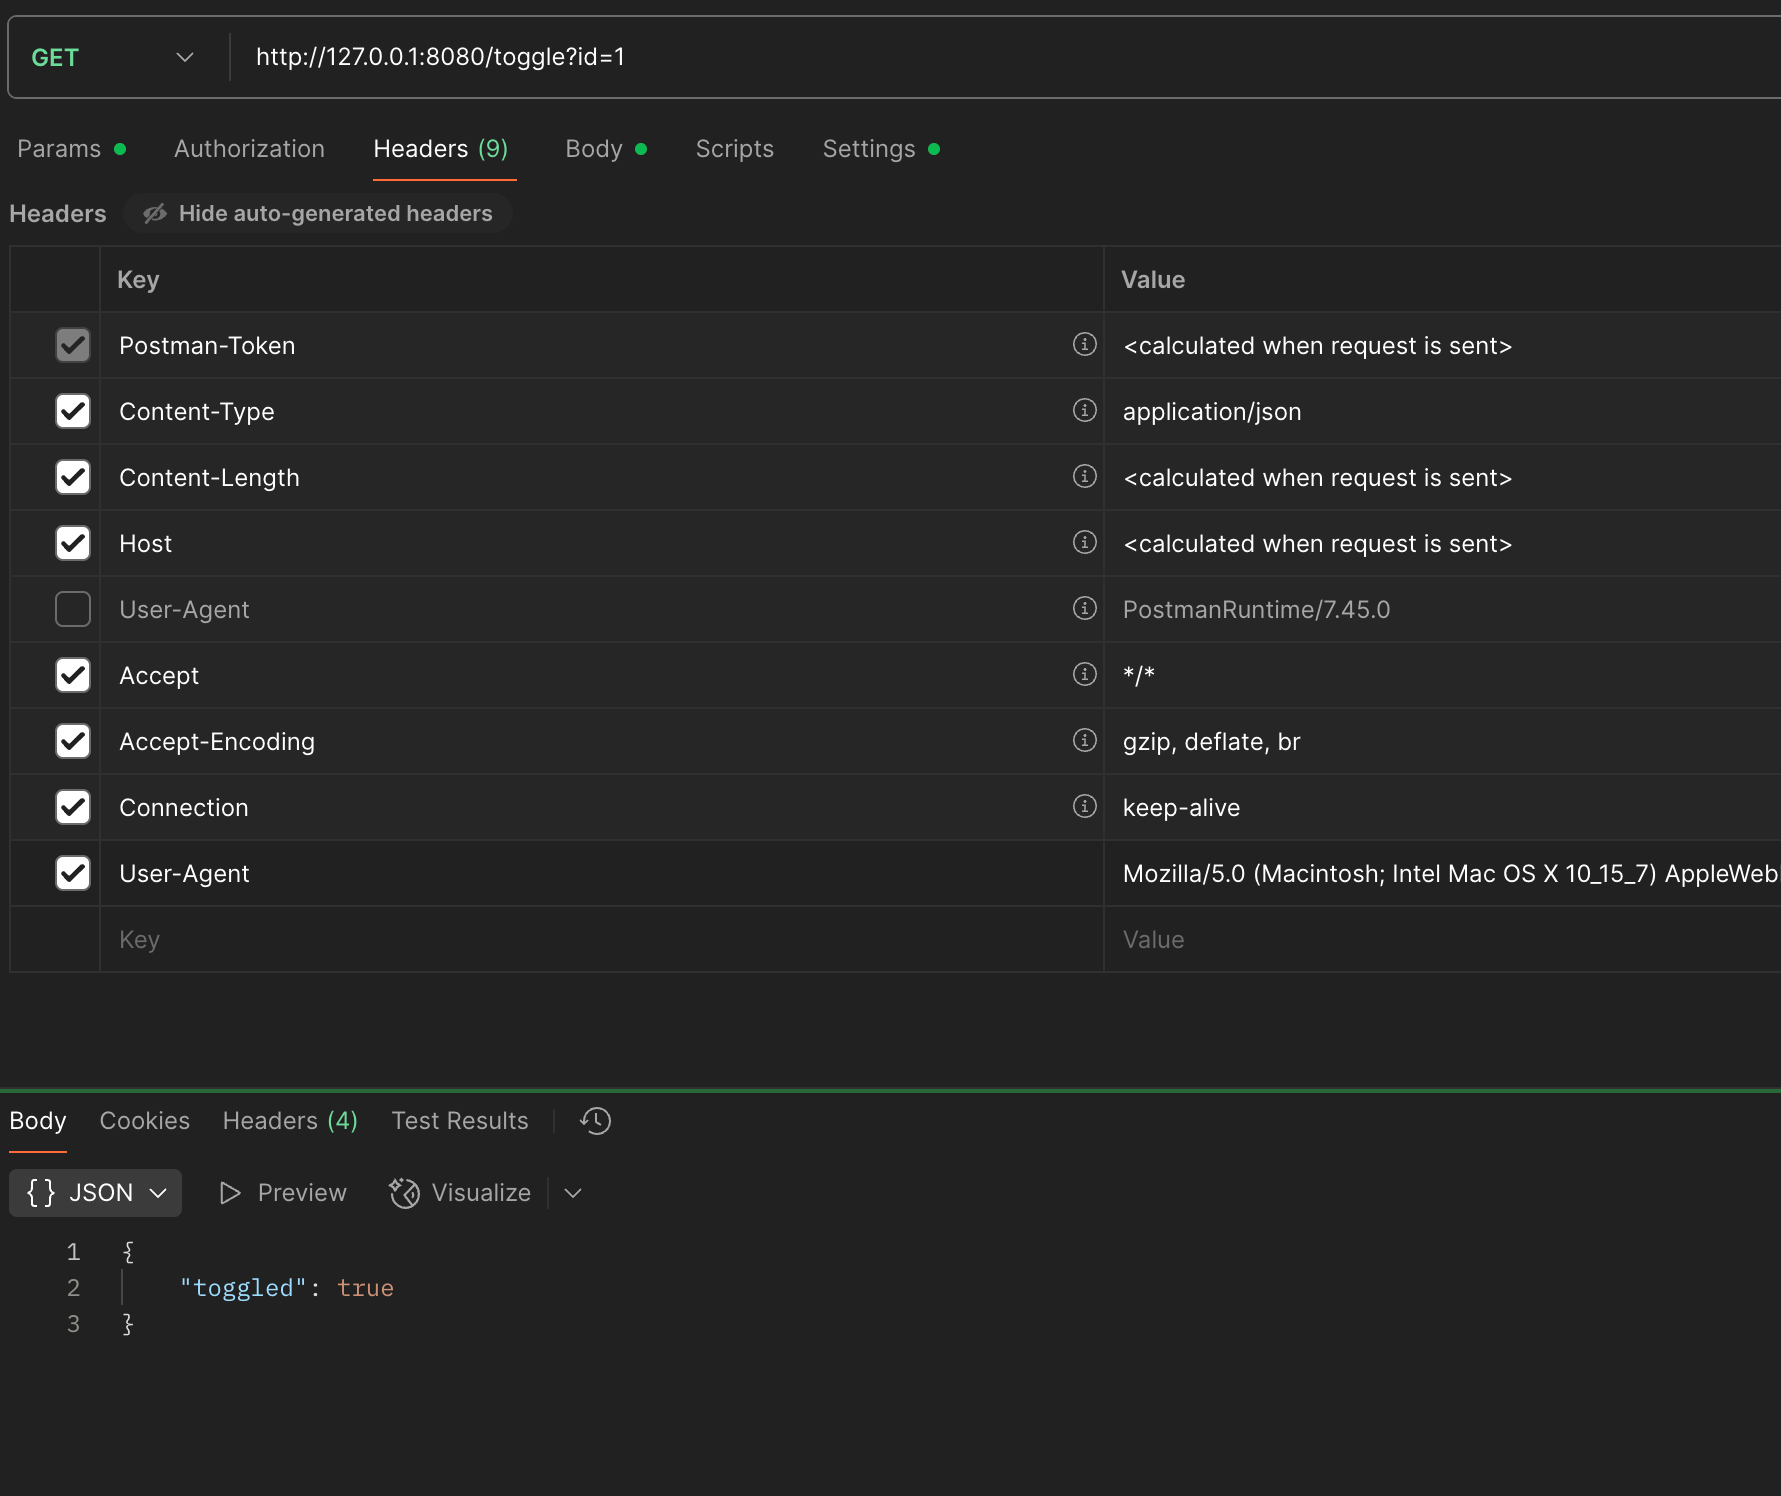 GET http://127.0.0.1:8080/toggle?id=1
Params Authorization Headers (9) Body Scripts Settings
Headers Hide auto-generated headers
Key Value
Postman-Token <calculated when request is sent>
Content-Type application/json
Content-Length <calculated when request is sent>
Host <calculated when request is sent>
User-Agent PostmanRuntime/7.45.0
Accept */*
Accept-Encoding gzip, deflate, br
Connection keep-alive
User-Agent Mozilla/5.0 (Macintosh; Intel Mac OS X 10_15_7) AppleWeb
Key Value
Body Cookies Headers (4) Test Results
{} JSON Preview Visualize
1 {
2 "toggled": true
3 }